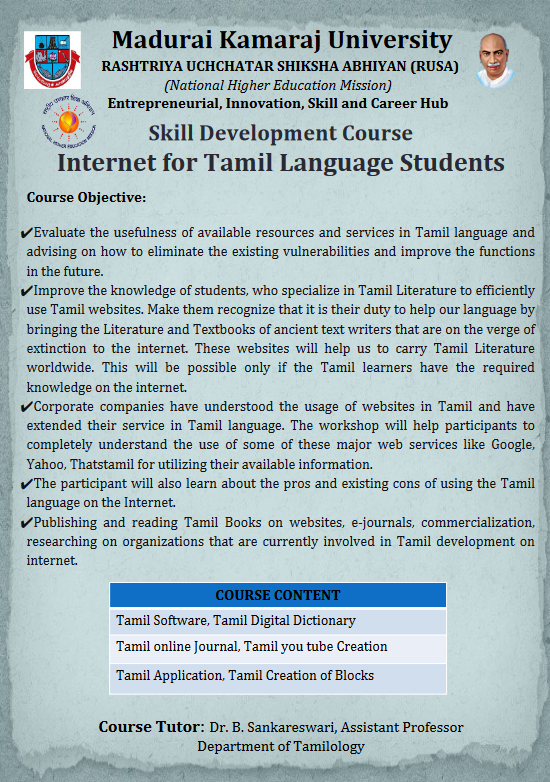 Madurai Kamaraj University
RASHTRIYA UCHCHATAR SHIKSHA ABHIYAN (RUSA)
(National Higher Education Mission)
Entrepreneurial, Innovation, Skill and Career Hub
Skill Development Course
Internet for Tamil Language Students
Course Objective:
✔Evaluate the usefulness of available resources and services in Tamil language and
advising on how to eliminate the existing vulnerabilities and improve the functions
in the future.
✔Improve the knowledge of students, who specialize in Tamil Literature to efficiently
use Tamil websites. Make them recognize that it is their duty to help our language by
bringing the Literature and Textbooks of ancient text writers that are on the verge of
extinction to the internet. These websites will help us to carry Tamil Literature
worldwide. This will be possible only if the Tamil learners have the required
knowledge on the internet.
✔Corporate companies have understood the usage of websites in Tamil and have
extended their service in Tamil language. The workshop will help participants to
completely understand the use of some of these major web services like Google,
Yahoo, Thatstamil for utilizing their available information.
✔The participant will also learn about the pros and existing cons of using the Tamil
language on the Internet.
✔Publishing and reading Tamil Books on websites, e-journals, commercialization,
researching on organizations that are currently involved in Tamil development on
internet.
COURSE CONTENT
Tamil Software, Tamil Digital Dictionary
Tamil online Journal, Tamil you tube Creation
Tamil Application, Tamil Creation of Blocks
Course Tutor: Dr. B. Sankareswari, Assistant Professor
Department of Tamilology